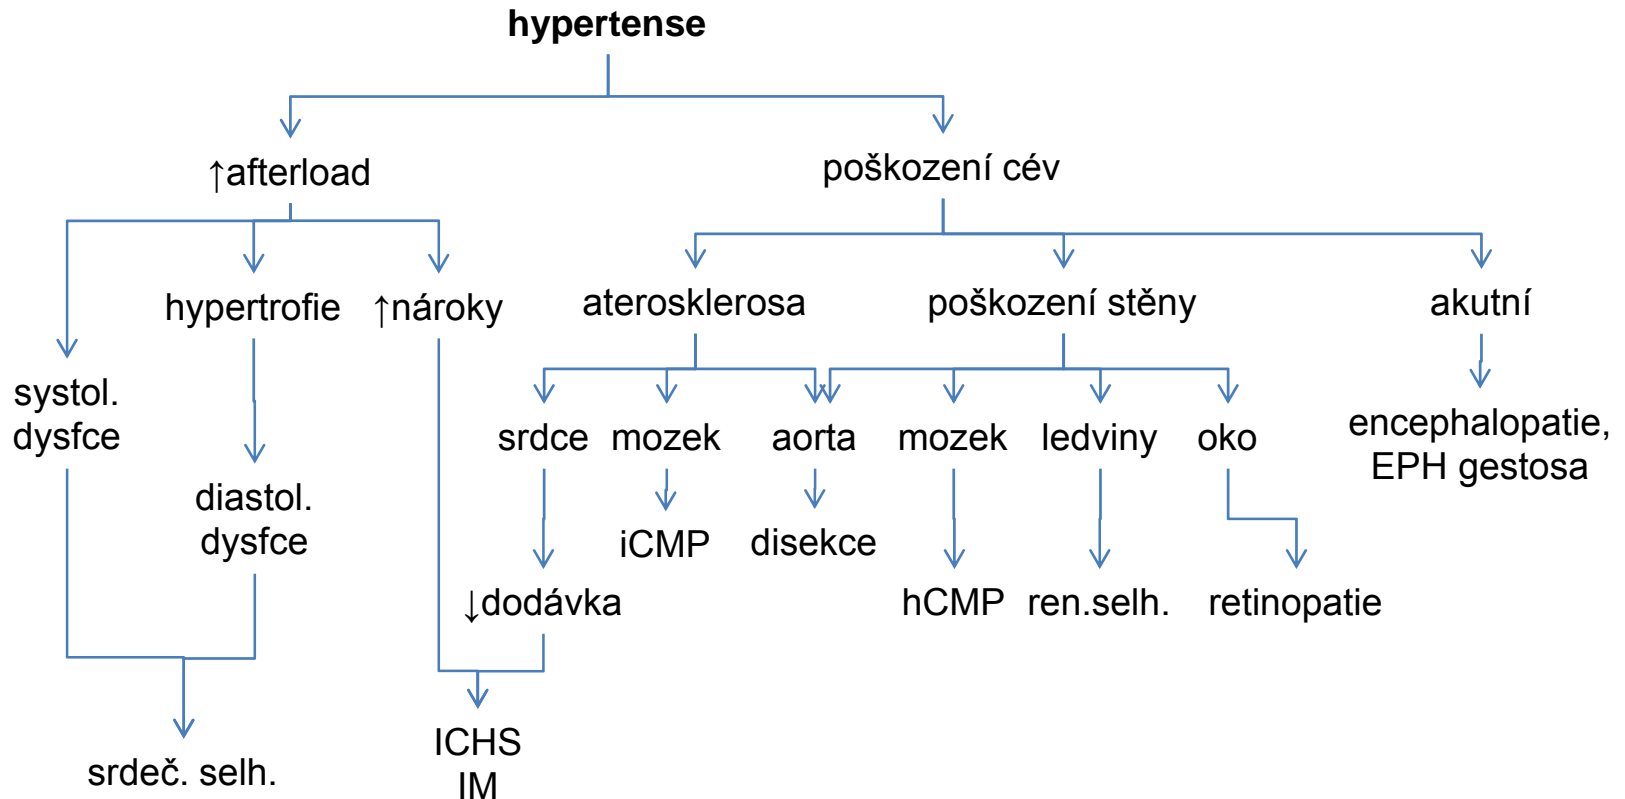 hypertense
↑afterload
poškození cév
hypertrofie
↑nároky
aterosklerosa
poškození stěny
akutní
systol.
dysfce
srdce
mozek
aorta
mozek
ledviny
oko
encephalopatie,
EPH gestosa
diastol.
dysfce
iCMP
disekce
↓dodávka
hCMP
ren.selh.
retinopatie
srdeč. selh.
ICHS
IM